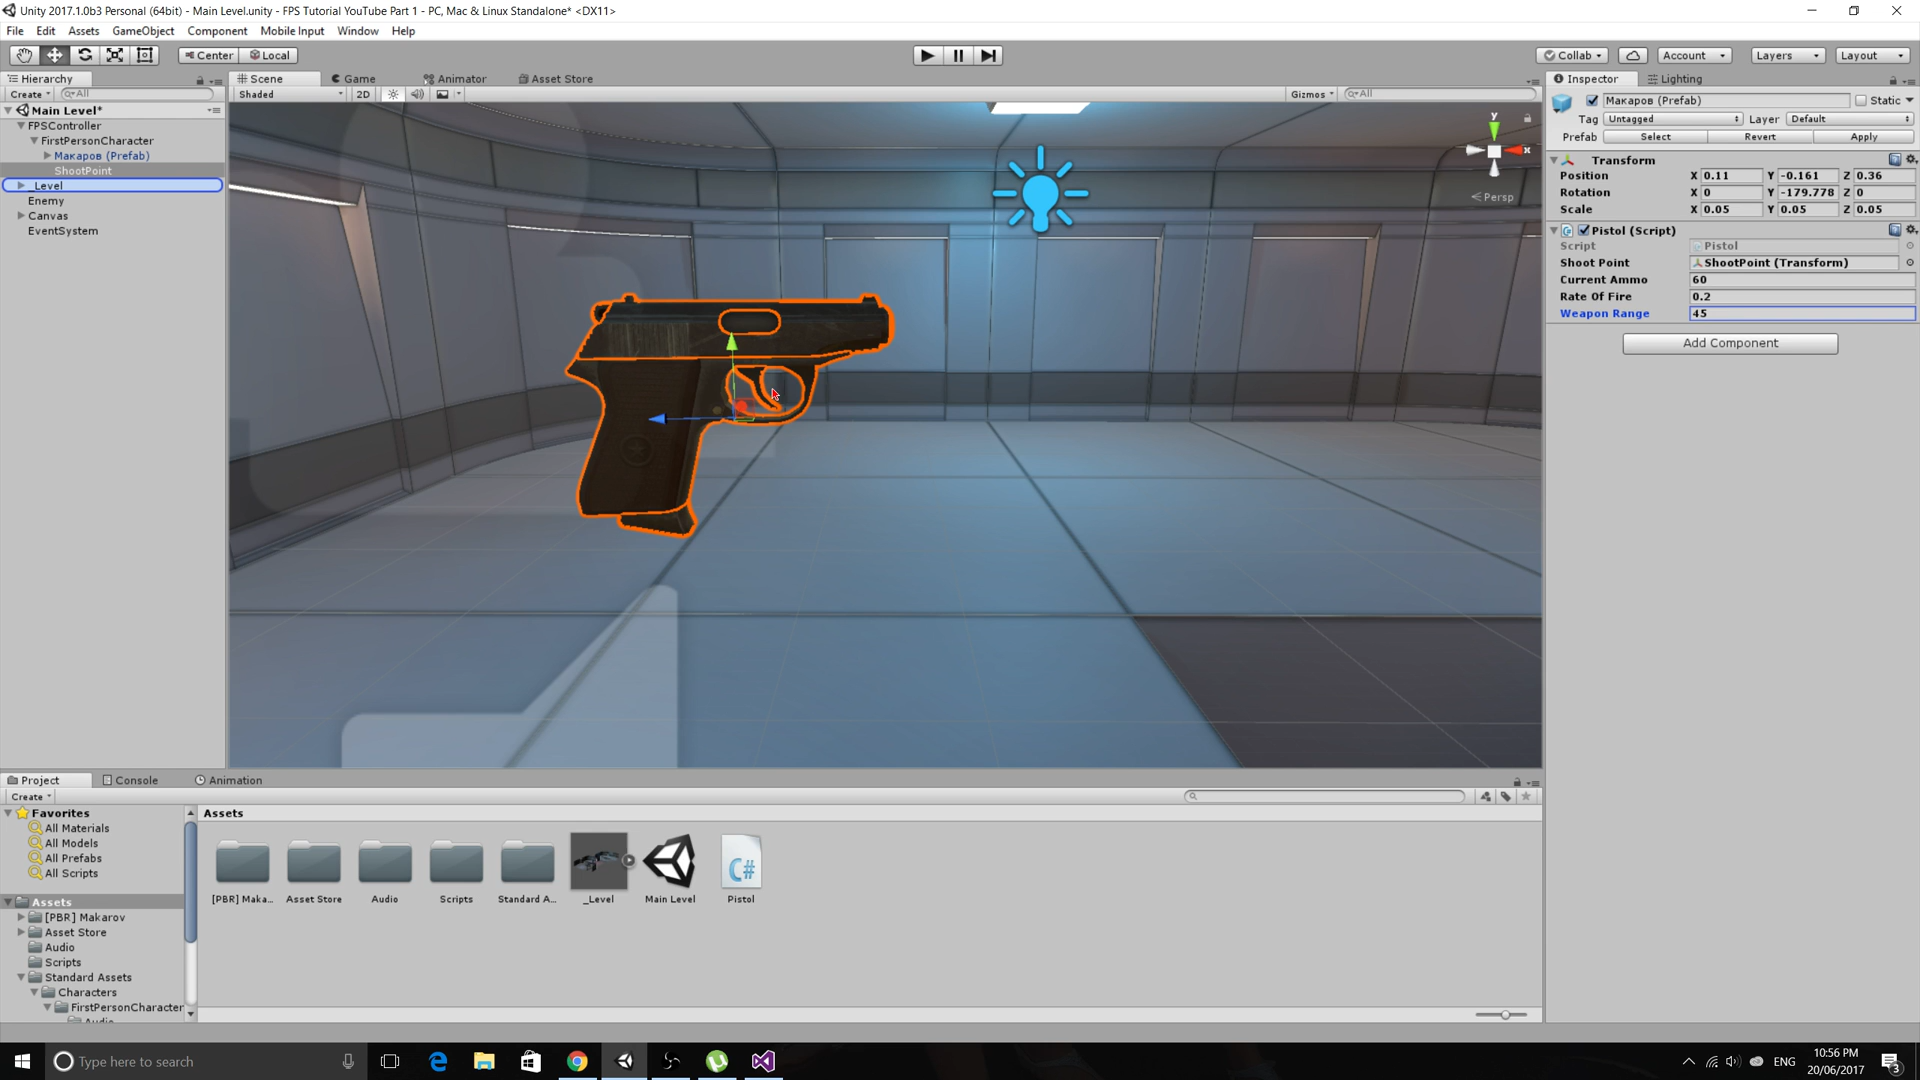 Unity 2017.1.0b3 Personal (64bit) - Main Level.unity - FPS Tutorial YouTube Part 1 - PC, Mac & Linux Standalone* <DX11>
File Edit Assets GameObject Component Mobile Input Window Help
Center Local Collab Account Layers Layout
Hierarchy Scene Game Animator Asset Store Inspector Lighting
Create All Shaded 2D Gizmos All
Main Level*
FPSController
FirstPersonCharacter
Макаров (Prefab)
ShootPoint
_Level
Enemy
Canvas
EventSystem
y
x
Persp
Макаров (Prefab) Static
Tag Untagged Layer Default
Prefab Select Revert Apply
Transform
Position X 0.11 Y -0.161 Z 0.36
Rotation X 0 Y -179.778 Z 0
Scale X 0.05 Y 0.05 Z 0.05
Pistol (Script)
Script Pistol
Shoot Point ShootPoint (Transform)
Current Ammo 60
Rate Of Fire 0.2
Weapon Range 45
Add Component
Project Console Animation
Create
Favorites
All Materials
All Models
All Prefabs
All Scripts
Assets
[PBR] Makarov
Asset Store
Audio
Scripts
Standard Assets
Characters
FirstPersonCharacter
Audio
Assets
C#
[PBR] Maka... Asset Store Audio Scripts Standard A... _Level Main Level Pistol
Type here to search
ENG
10:56 PM
20/06/2017
3